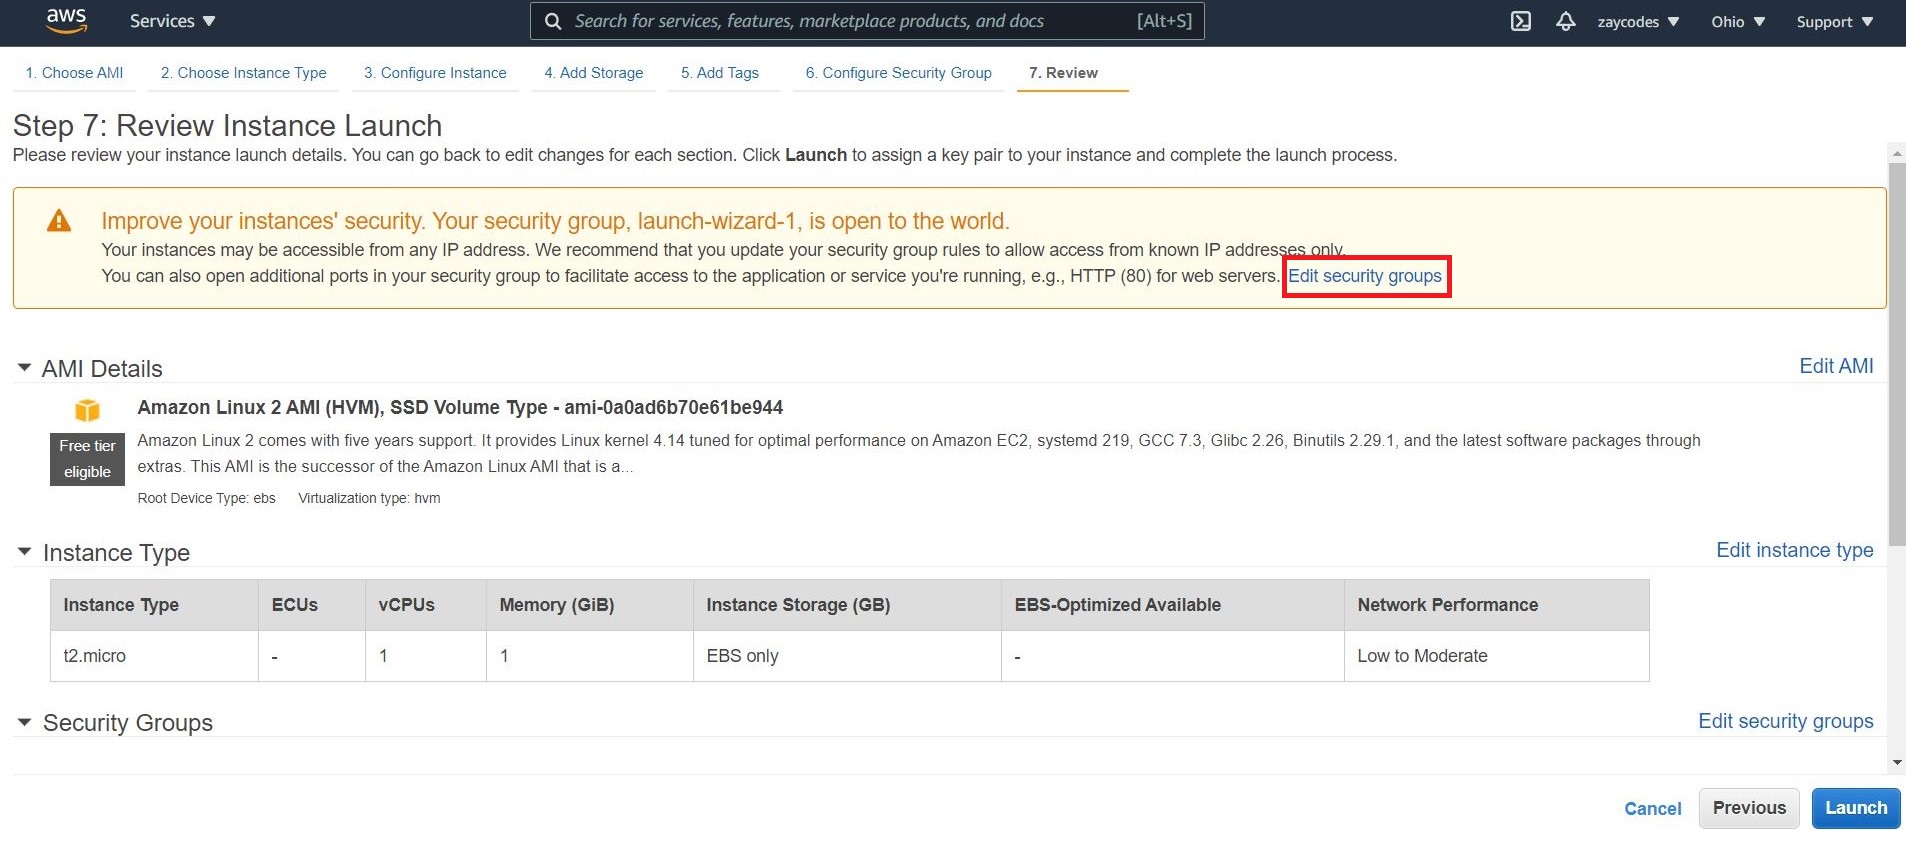 aws Services Search for services, features, marketplace products, and docs [Alt+S] zaycodes Ohio Support
1. Choose AMI 2. Choose Instance Type 3. Configure Instance 4. Add Storage 5. Add Tags 6. Configure Security Group 7. Review
Step 7: Review Instance Launch
Please review your instance launch details. You can go back to edit changes for each section. Click Launch to assign a key pair to your instance and complete the launch process.
Improve your instances' security. Your security group, launch-wizard-1, is open to the world.
Your instances may be accessible from any IP address. We recommend that you update your security group rules to allow access from known IP addresses only.
You can also open additional ports in your security group to facilitate access to the application or service you're running, e.g., HTTP (80) for web servers. Edit security groups
AMI Details Edit AMI
Amazon Linux 2 AMI (HVM), SSD Volume Type - ami-0a0ad6b70e61be944
Free tier eligible
Amazon Linux 2 comes with five years support. It provides Linux kernel 4.14 tuned for optimal performance on Amazon EC2, systemd 219, GCC 7.3, Glibc 2.26, Binutils 2.29.1, and the latest software packages through
extras. This AMI is the successor of the Amazon Linux AMI that is a...
Root Device Type: ebs Virtualization type: hvm
Instance Type Edit instance type
Instance Type ECUs vCPUs Memory (GiB) Instance Storage (GB) EBS-Optimized Available Network Performance
t2.micro - 1 1 EBS only - Low to Moderate
Security Groups Edit security groups
Cancel Previous Launch